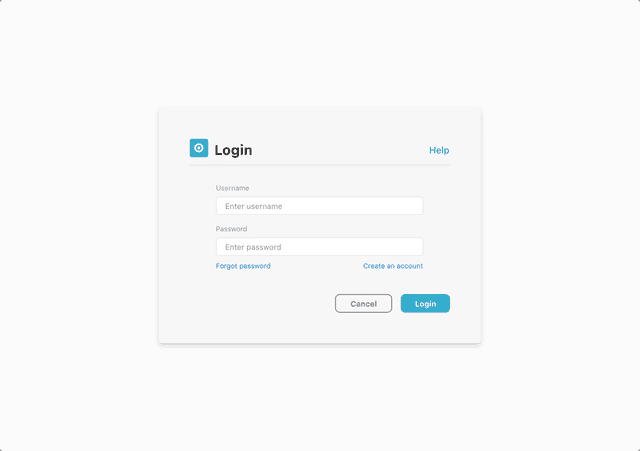 Login
Help
Username
Enter username
Password
Enter password
Forgot password
Create an account
Cancel
Login